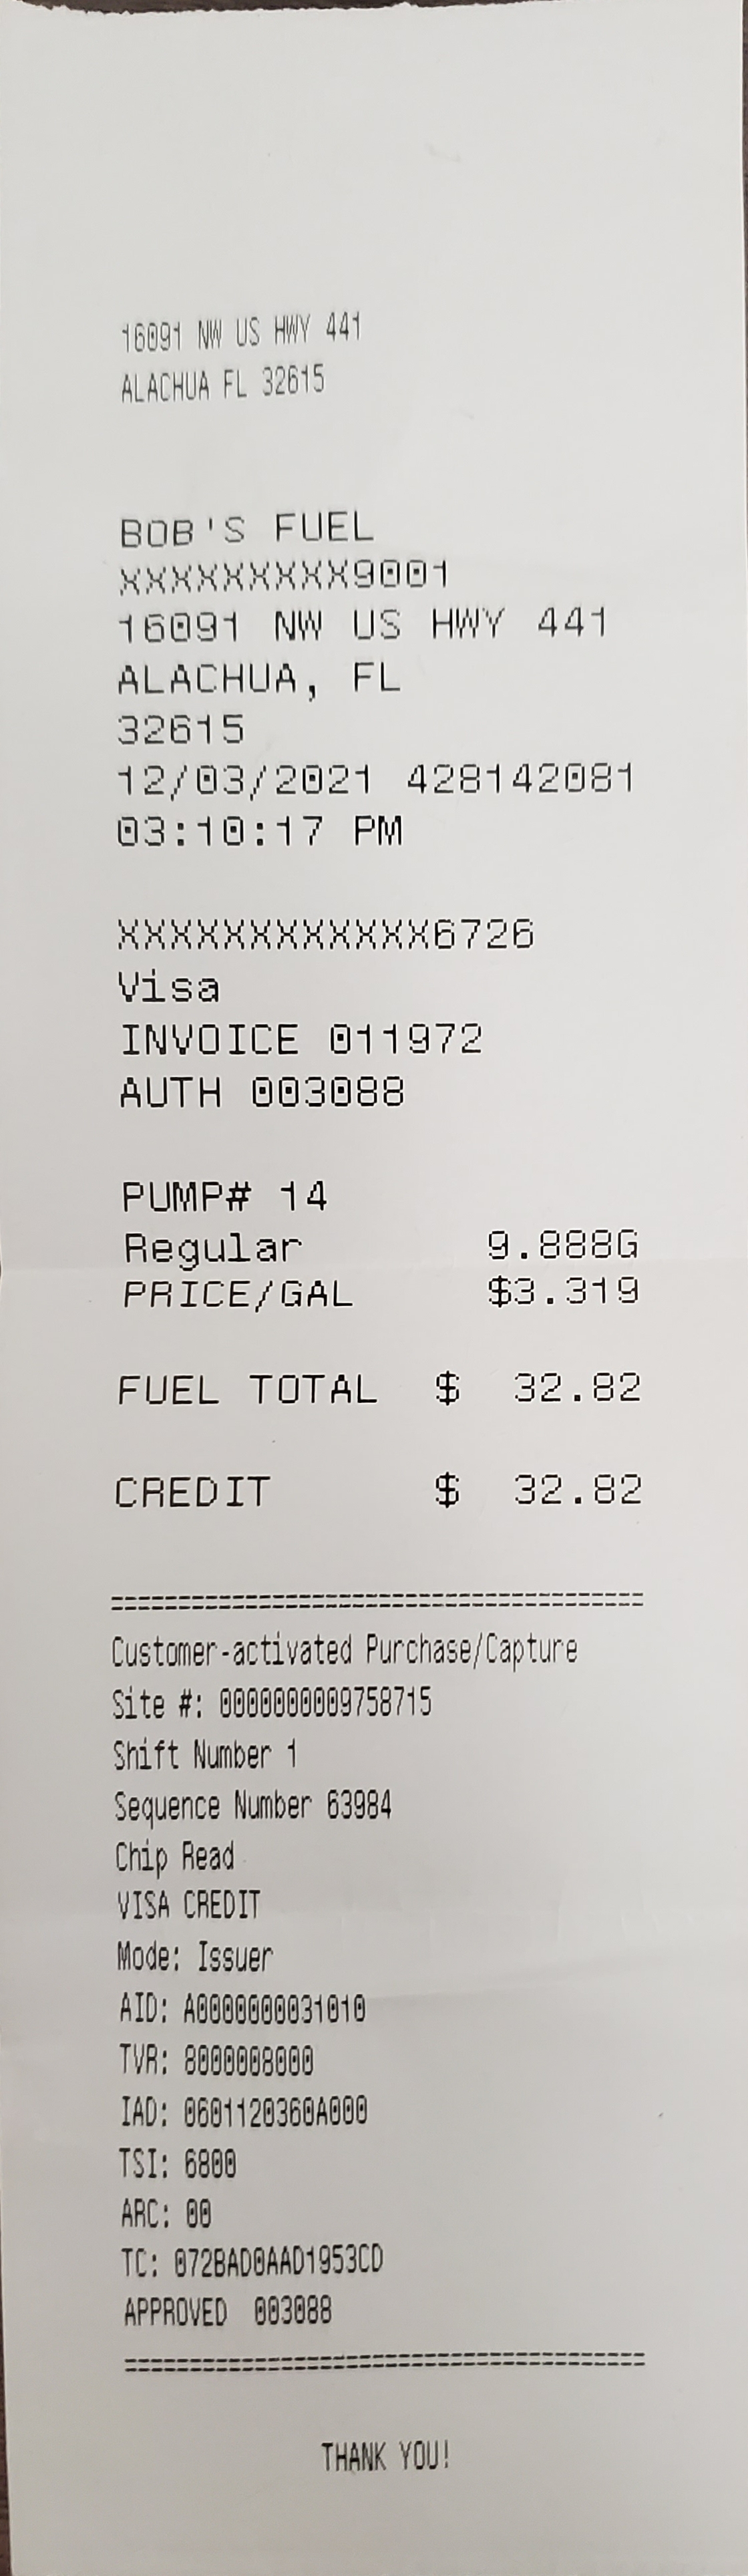 16091 NW US HWY 441
ALACHUA FL 32615
BOB'S FUEL
XXXXXXXXX9001
16091 NW US HWY 441
ALACHUA, FL
32615
12/03/2021 428142081
03:10:17 PM
XXXXXXXXXXXX6726
Visa
INVOICE 011972
AUTH 003088
PUMP# 14
Regular 9.888G
PRICE/GAL $3.319
FUEL TOTAL $ 32.82
CREDIT $ 32.82
========================================
Customer-activated Purchase/Capture
Site #: 0000000009758715
Shift Number 1
Sequence Number 63984
Chip Read
VISA CREDIT
Mode: Issuer
AID: A0000000031010
TVR: 8000008000
IAD: 0601120360A000
TSI: 6800
ARC: 00
TC: 072BAD0AAD1953CD
APPROVED 003088
========================================
THANK YOU!